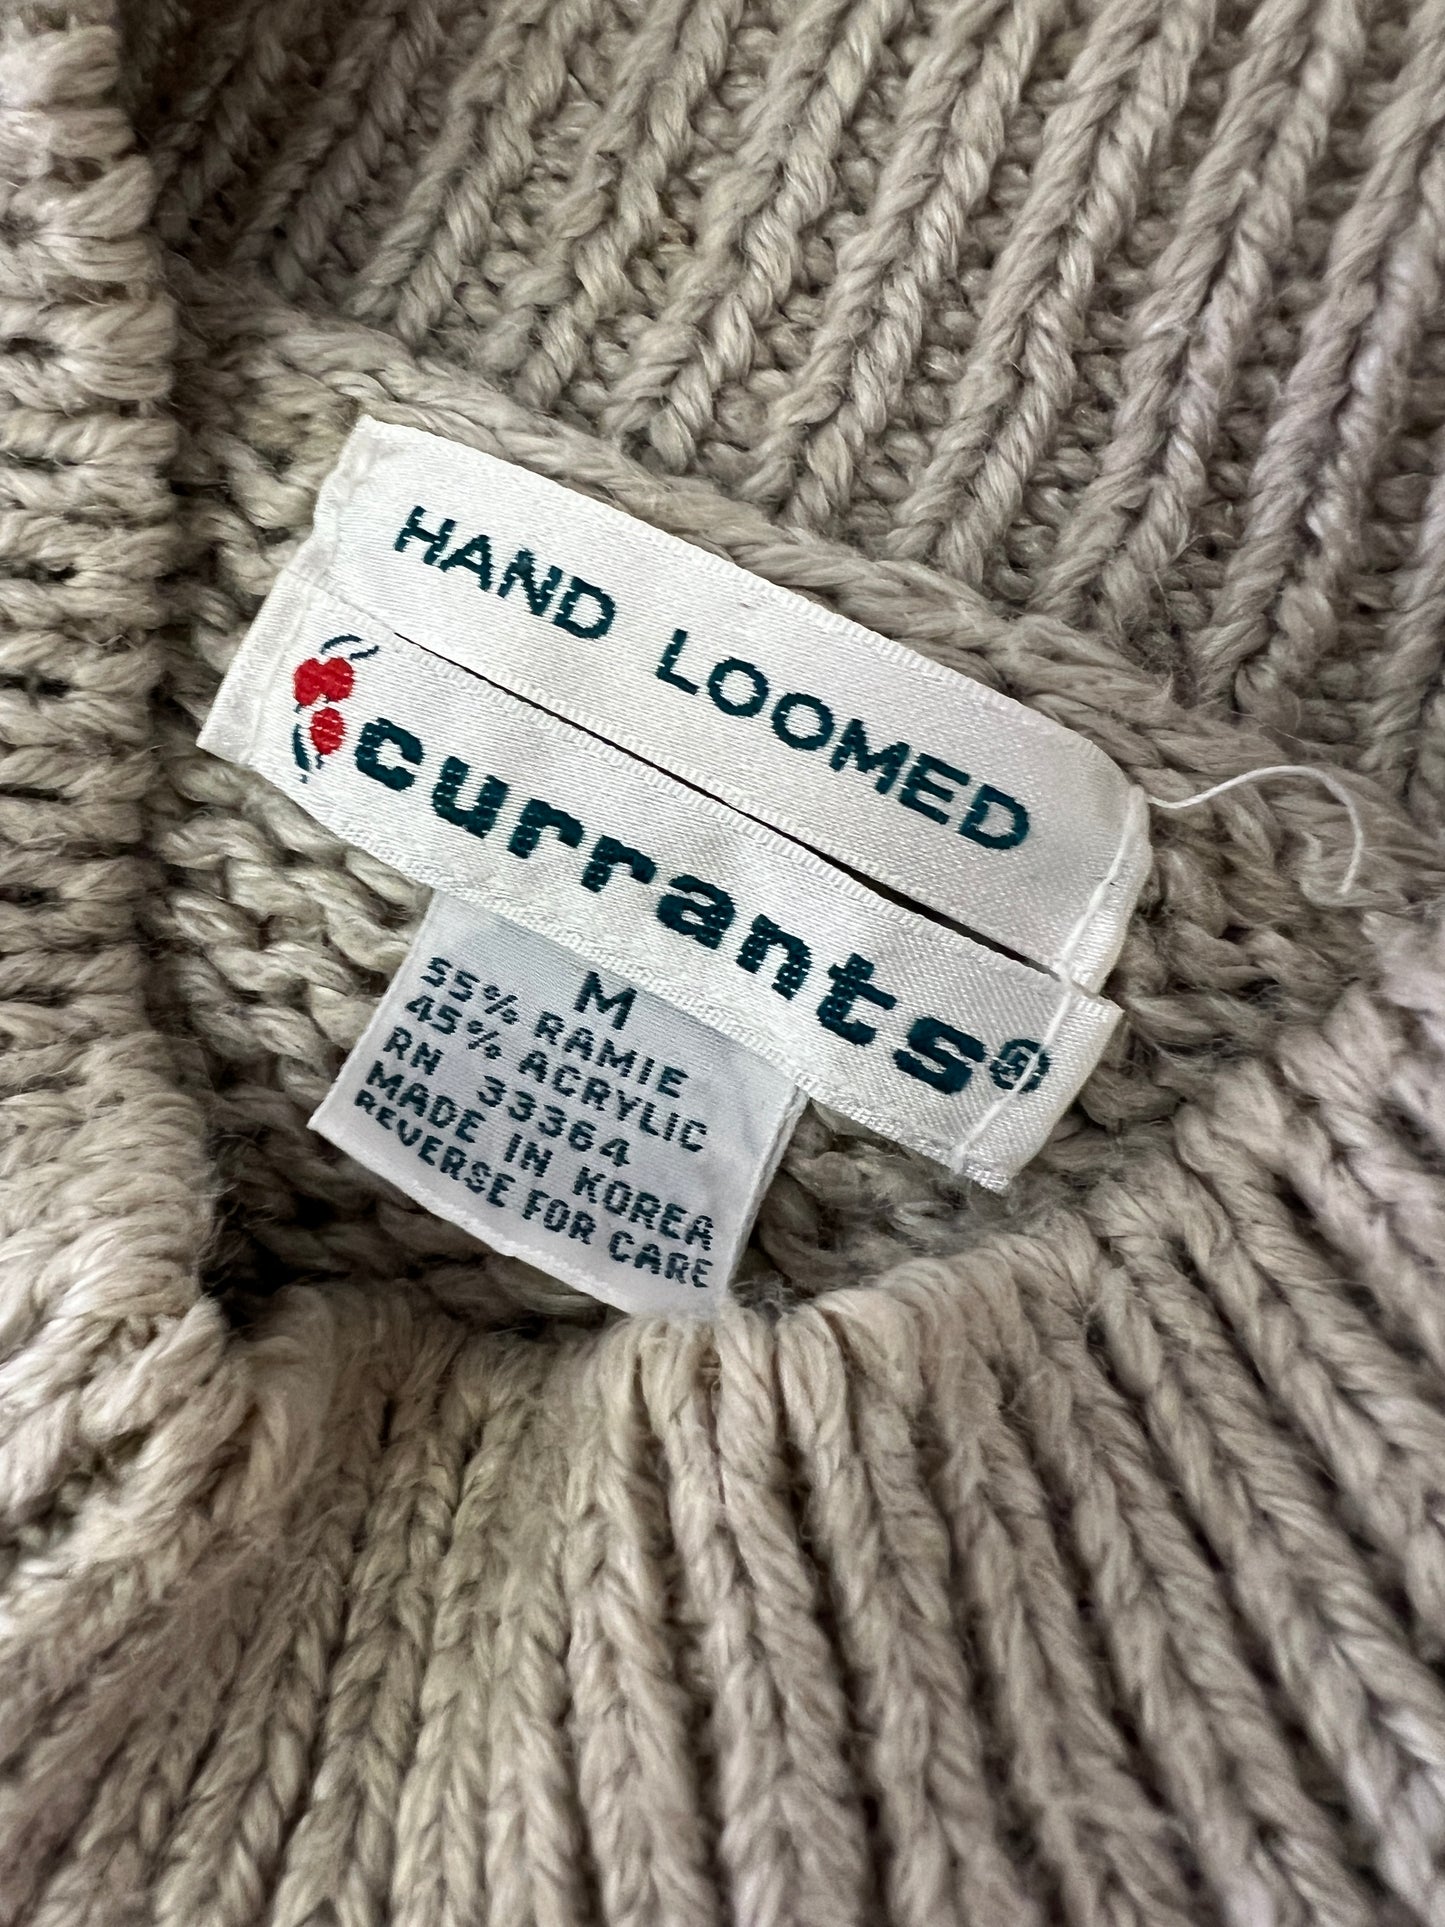 HAND LOOMED
currants®
M
55% RAMIE
45% ACRYLIC
RN 33364
MADE IN KOREA
REVERSE FOR CARE